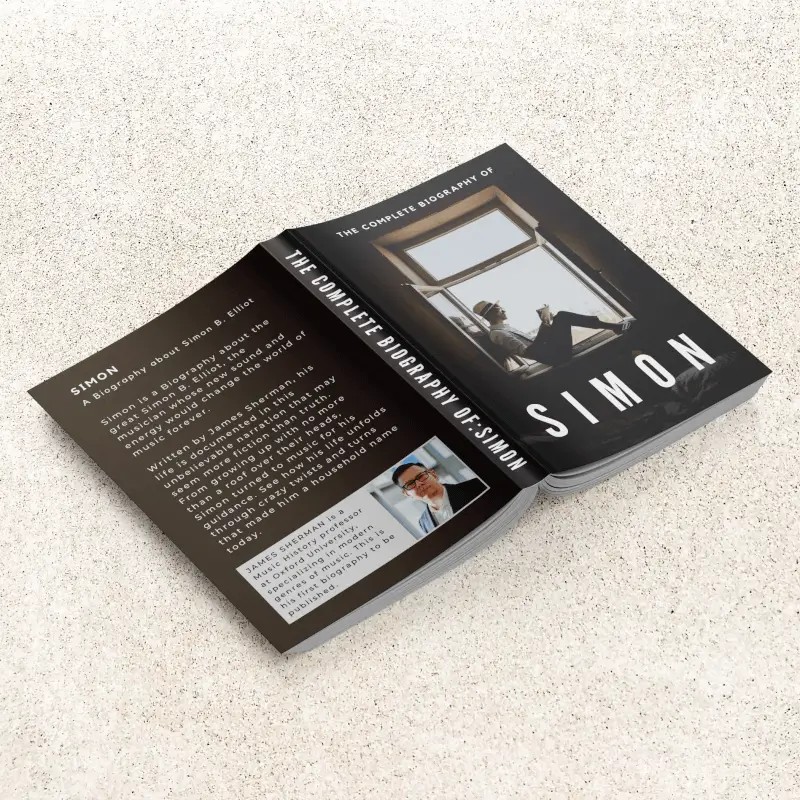 THE COMPLETE BIOGRAPHY OF
SIMON
THE COMPLETE BIOGRAPHY OF:SIMON
SIMON
A Biography about Simon B. Elliot
Simon is a Biography about the
great Simon B. Elliot, the
musician whose new sound and
energy would change the world of
music forever.
Written by James Sherman, his
life is documented in this
unbelievable narration that may
seem more fiction than truth.
From growing up with no more
than a roof over their heads,
Simon turned to music for his
guidance. See how his life unfolds
through crazy twists and turns
that made him a household name
today.
JAMES SHERMAN is a
Music History professor
at Oxford University,
specializing in modern
genres of music. This is
his first biography to be
published.